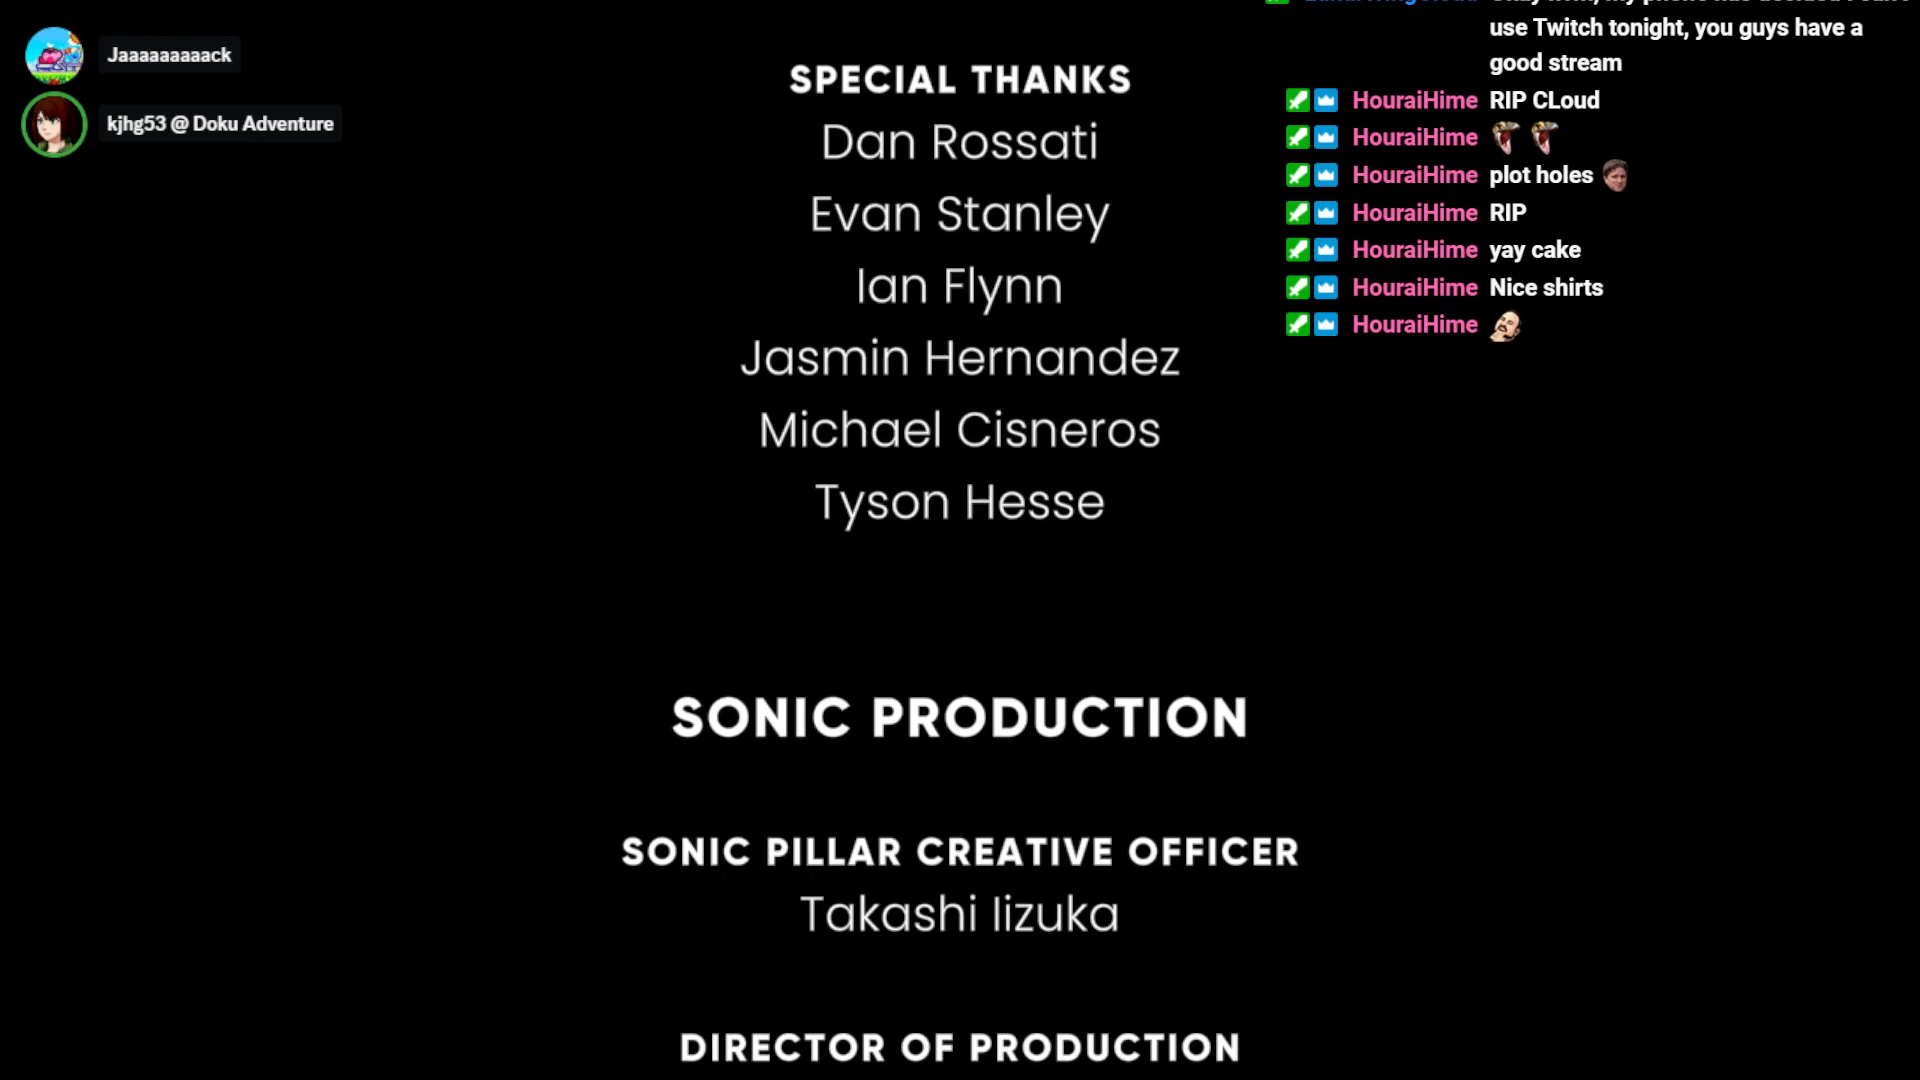 Jaaaaaaaaack
kjhg53 @ Doku Adventure
SPECIAL THANKS
Dan Rossati
Evan Stanley
Ian Flynn
Jasmin Hernandez
Michael Cisneros
Tyson Hesse
SONIC PRODUCTION
SONIC PILLAR CREATIVE OFFICER
Takashi Iizuka
DIRECTOR OF PRODUCTION
use Twitch tonight, you guys have a
good stream
HouraiHime RIP CLoud
HouraiHime
HouraiHime plot holes
HouraiHime RIP
HouraiHime yay cake
HouraiHime Nice shirts
HouraiHime